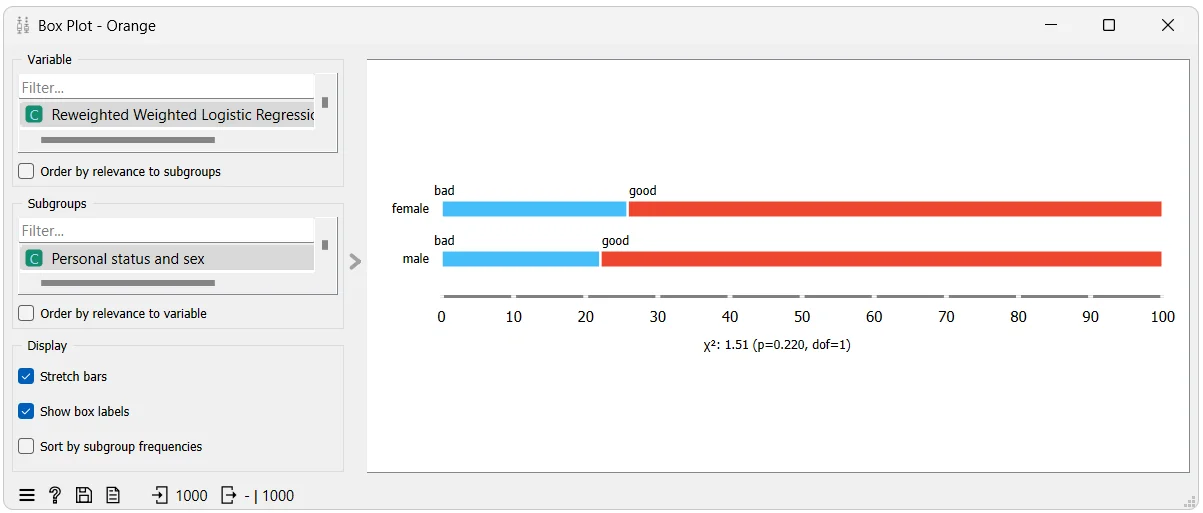 Box Plot - Orange
Variable
Filter...
C Reweighted Weighted Logistic Regressio
Order by relevance to subgroups
Subgroups
Filter...
C Personal status and sex
Order by relevance to variable
Display
Stretch bars
Show box labels
Sort by subgroup frequencies
1000 - | 1000
bad good
female
bad good
male
0 10 20 30 40 50 60 70 80 90 100
χ²: 1.51 (p=0.220, dof=1)